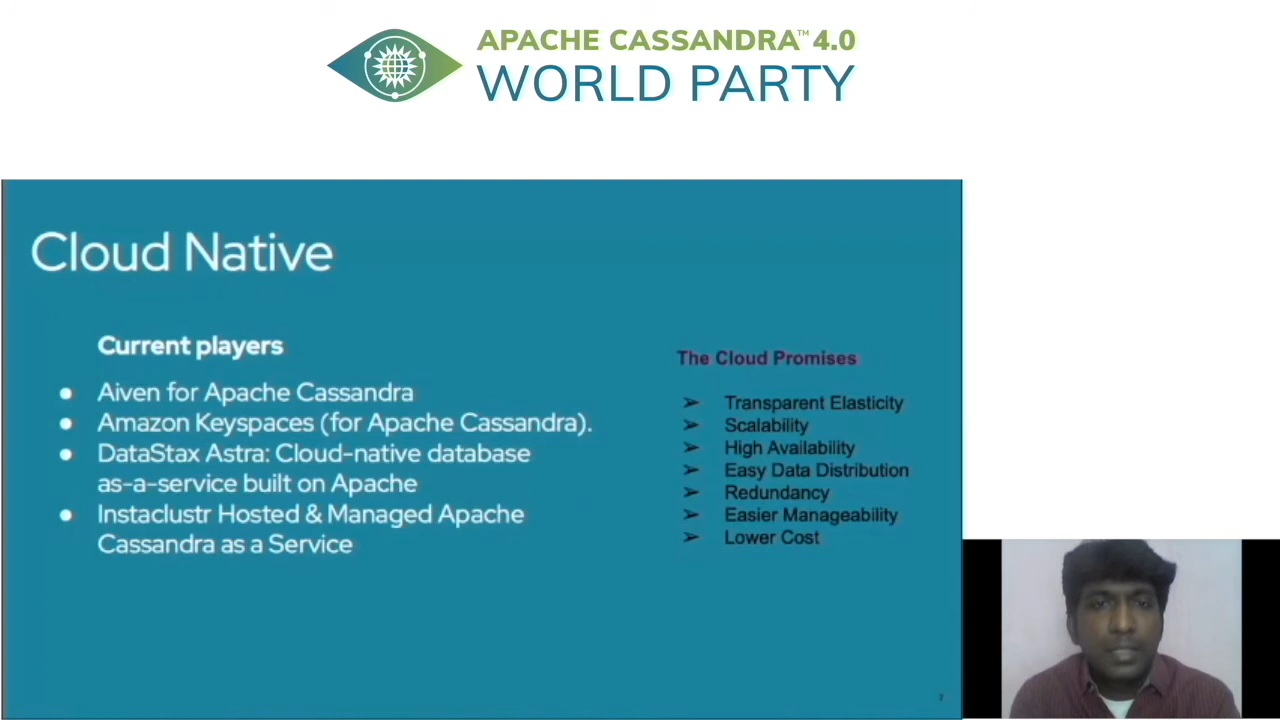 APACHE CASSANDRA™ 4.0
WORLD PARTY
Cloud Native
Current players
● Aiven for Apache Cassandra
● Amazon Keyspaces (for Apache Cassandra).
● DataStax Astra: Cloud-native database
as-a-service built on Apache
● Instaclustr Hosted & Managed Apache
Cassandra as a Service
The Cloud Promises
➢ Transparent Elasticity
➢ Scalability
➢ High Availability
➢ Easy Data Distribution
➢ Redundancy
➢ Easier Manageability
➢ Lower Cost